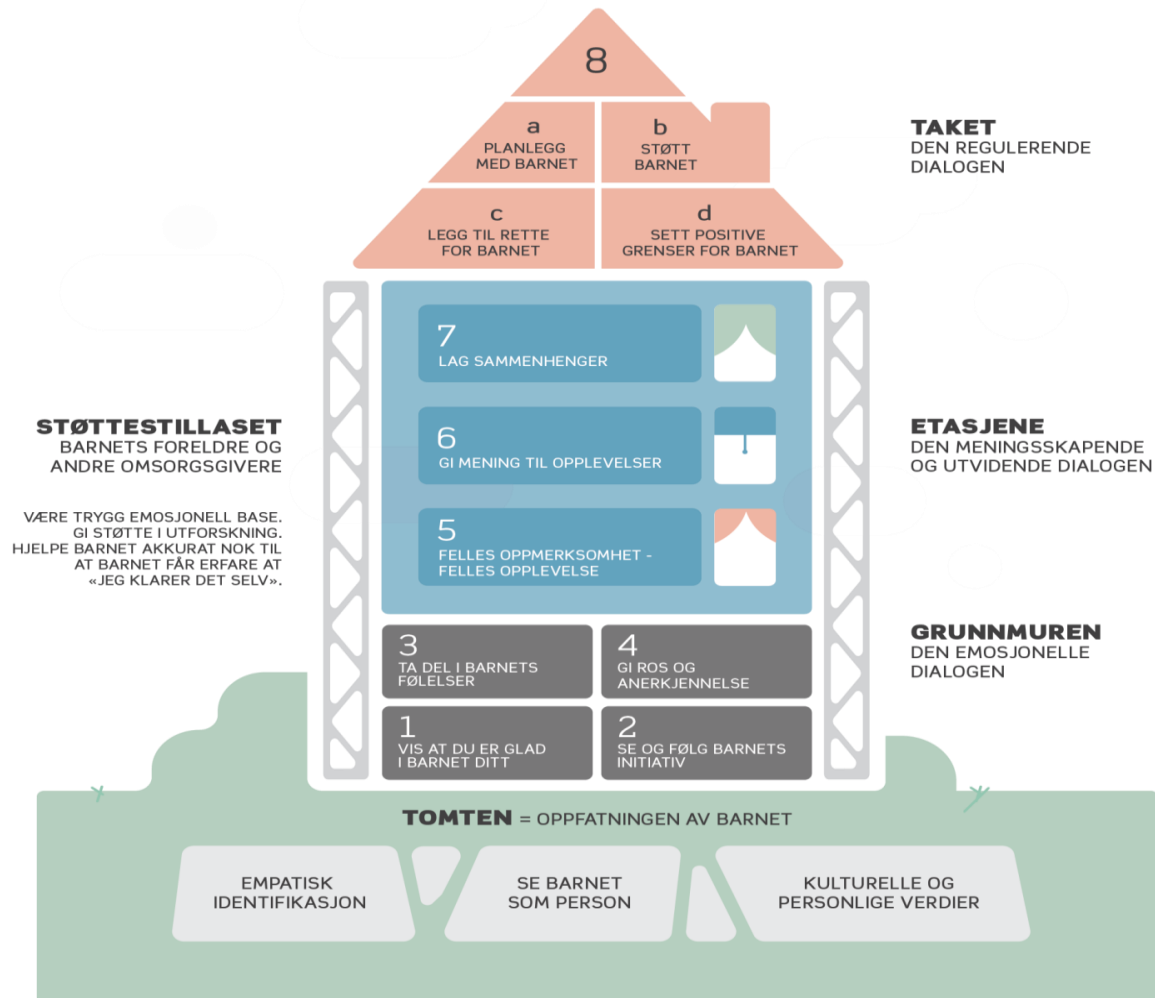 8
a
PLANLEGG
MED BARNET
b
STØTT
BARNET
c
LEGG TIL RETTE
FOR BARNET
d
SETT POSITIVE
GRENSER FOR BARNET
TAKET
DEN REGULERENDE
DIALOGEN
7
LAG SAMMENHENGER
6
GI MENING TIL OPPLEVELSER
5
FELLES OPPMERKSOMHET -
FELLES OPPLEVELSE
STØTTESTILLASET
BARNETS FORELDRE OG
ANDRE OMSORGSGIVERE
VÆRE TRYGG EMOSJONELL BASE.
GI STØTTE I UTFORSKNING.
HJELPE BARNET AKKURAT NOK TIL
AT BARNET FÅR ERFARE AT
«JEG KLARER DET SELV».
ETASJENE
DEN MENINGSSKAPENDE
OG UTVIDENDE DIALOGEN
3
TA DEL I BARNETS
FØLELSER
4
GI ROS OG
ANERKJENNELSE
1
VIS AT DU ER GLAD
I BARNET DITT
2
SE OG FØLG BARNETS
INITIATIV
GRUNNMUREN
DEN EMOSJONELLE
DIALOGEN
TOMTEN = OPPFATNINGEN AV BARNET
EMPATISK
IDENTIFIKASJON
SE BARNET
SOM PERSON
KULTURELLE OG
PERSONLIGE VERDIER